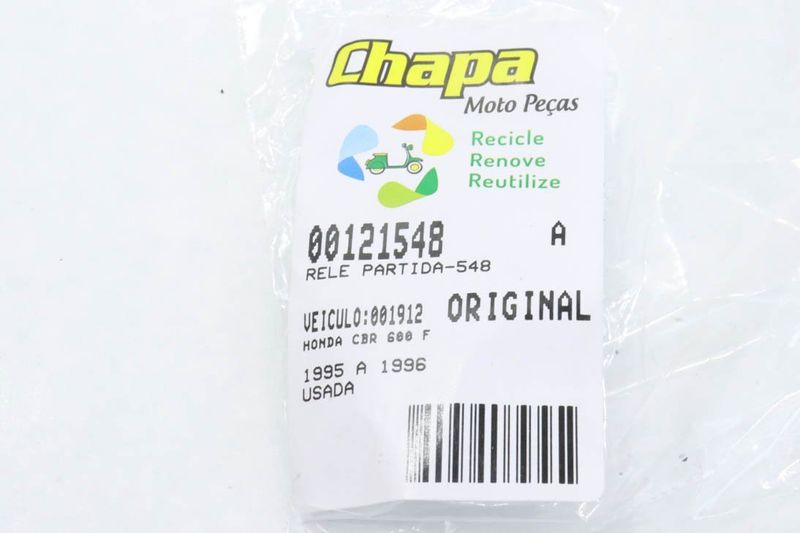 Chapa
Moto Peças
Recicle
Renove
Reutilize
00121548 A
RELE PARTIDA-548
VEICULO:001912 ORIGINAL
HONDA CBR 600 F
1995 A 1996
USADA